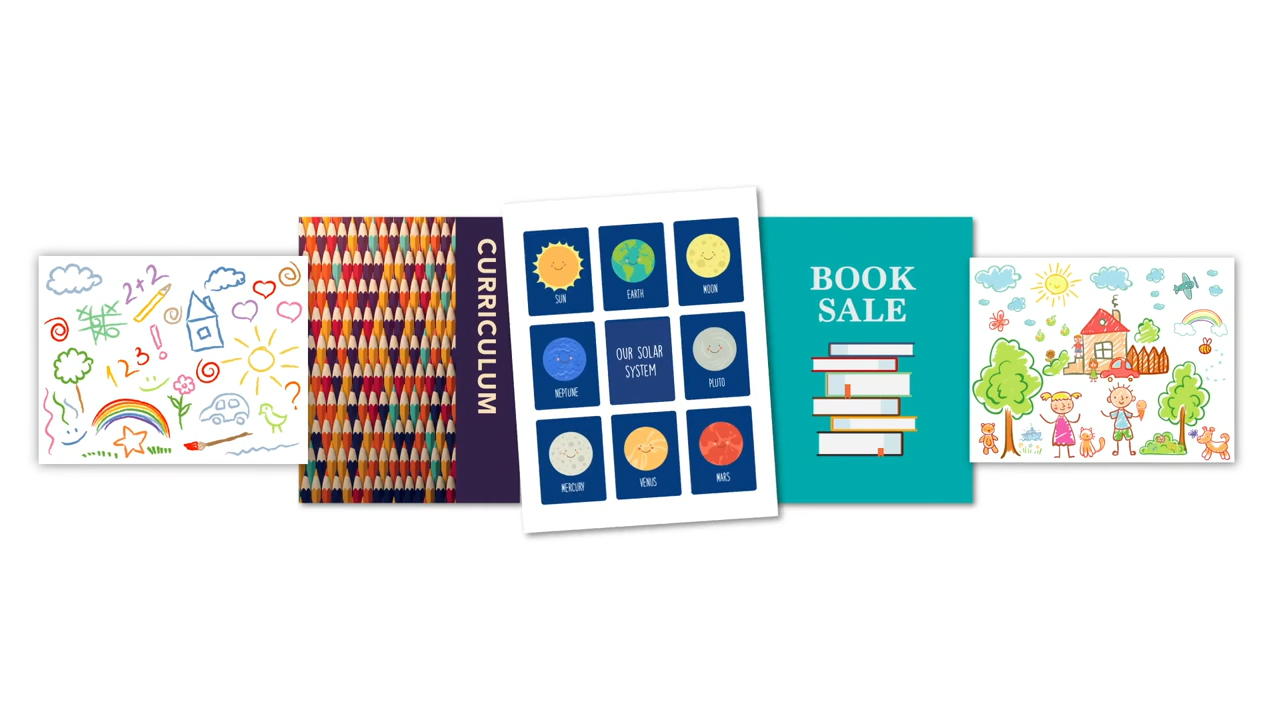 2+2
123
!
?
CURRICULUM
SUN
EARTH
MOON
NEPTUNE
OUR SOLAR
SYSTEM
PLUTO
MERCURY
VENUS
MARS
BOOK
SALE